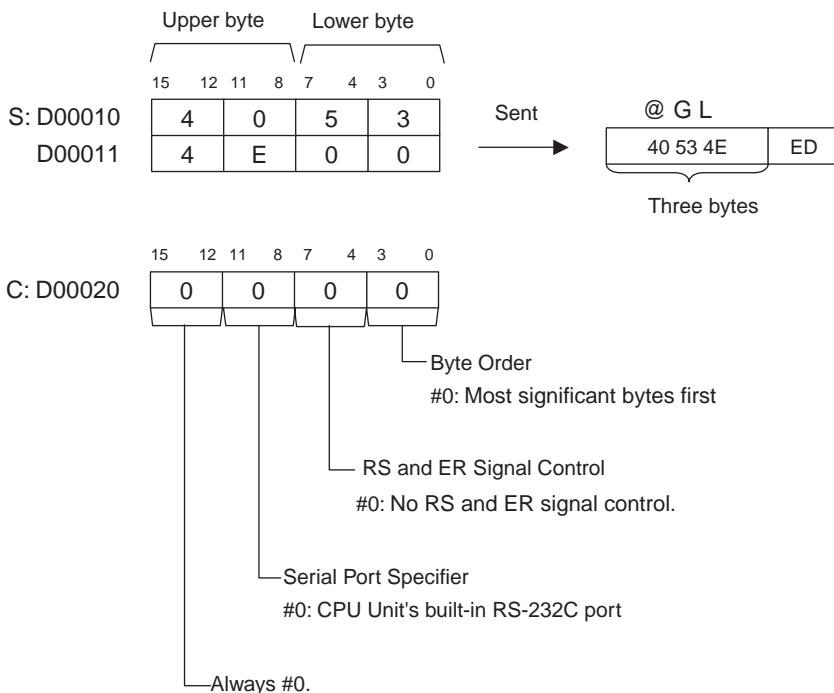 Upper byte Lower byte
15 12 11 8 7 4 3 0
S: D00010 4 0 5 3 Sent @ G L
D00011 4 E 0 0 40 53 4E ED
Three bytes
15 12 11 8 7 4 3 0
C: D00020 0 0 0 0
Byte Order
#0: Most significant bytes first
RS and ER Signal Control
#0: No RS and ER signal control.
Serial Port Specifier
#0: CPU Unit's built-in RS-232C port
Always #0.